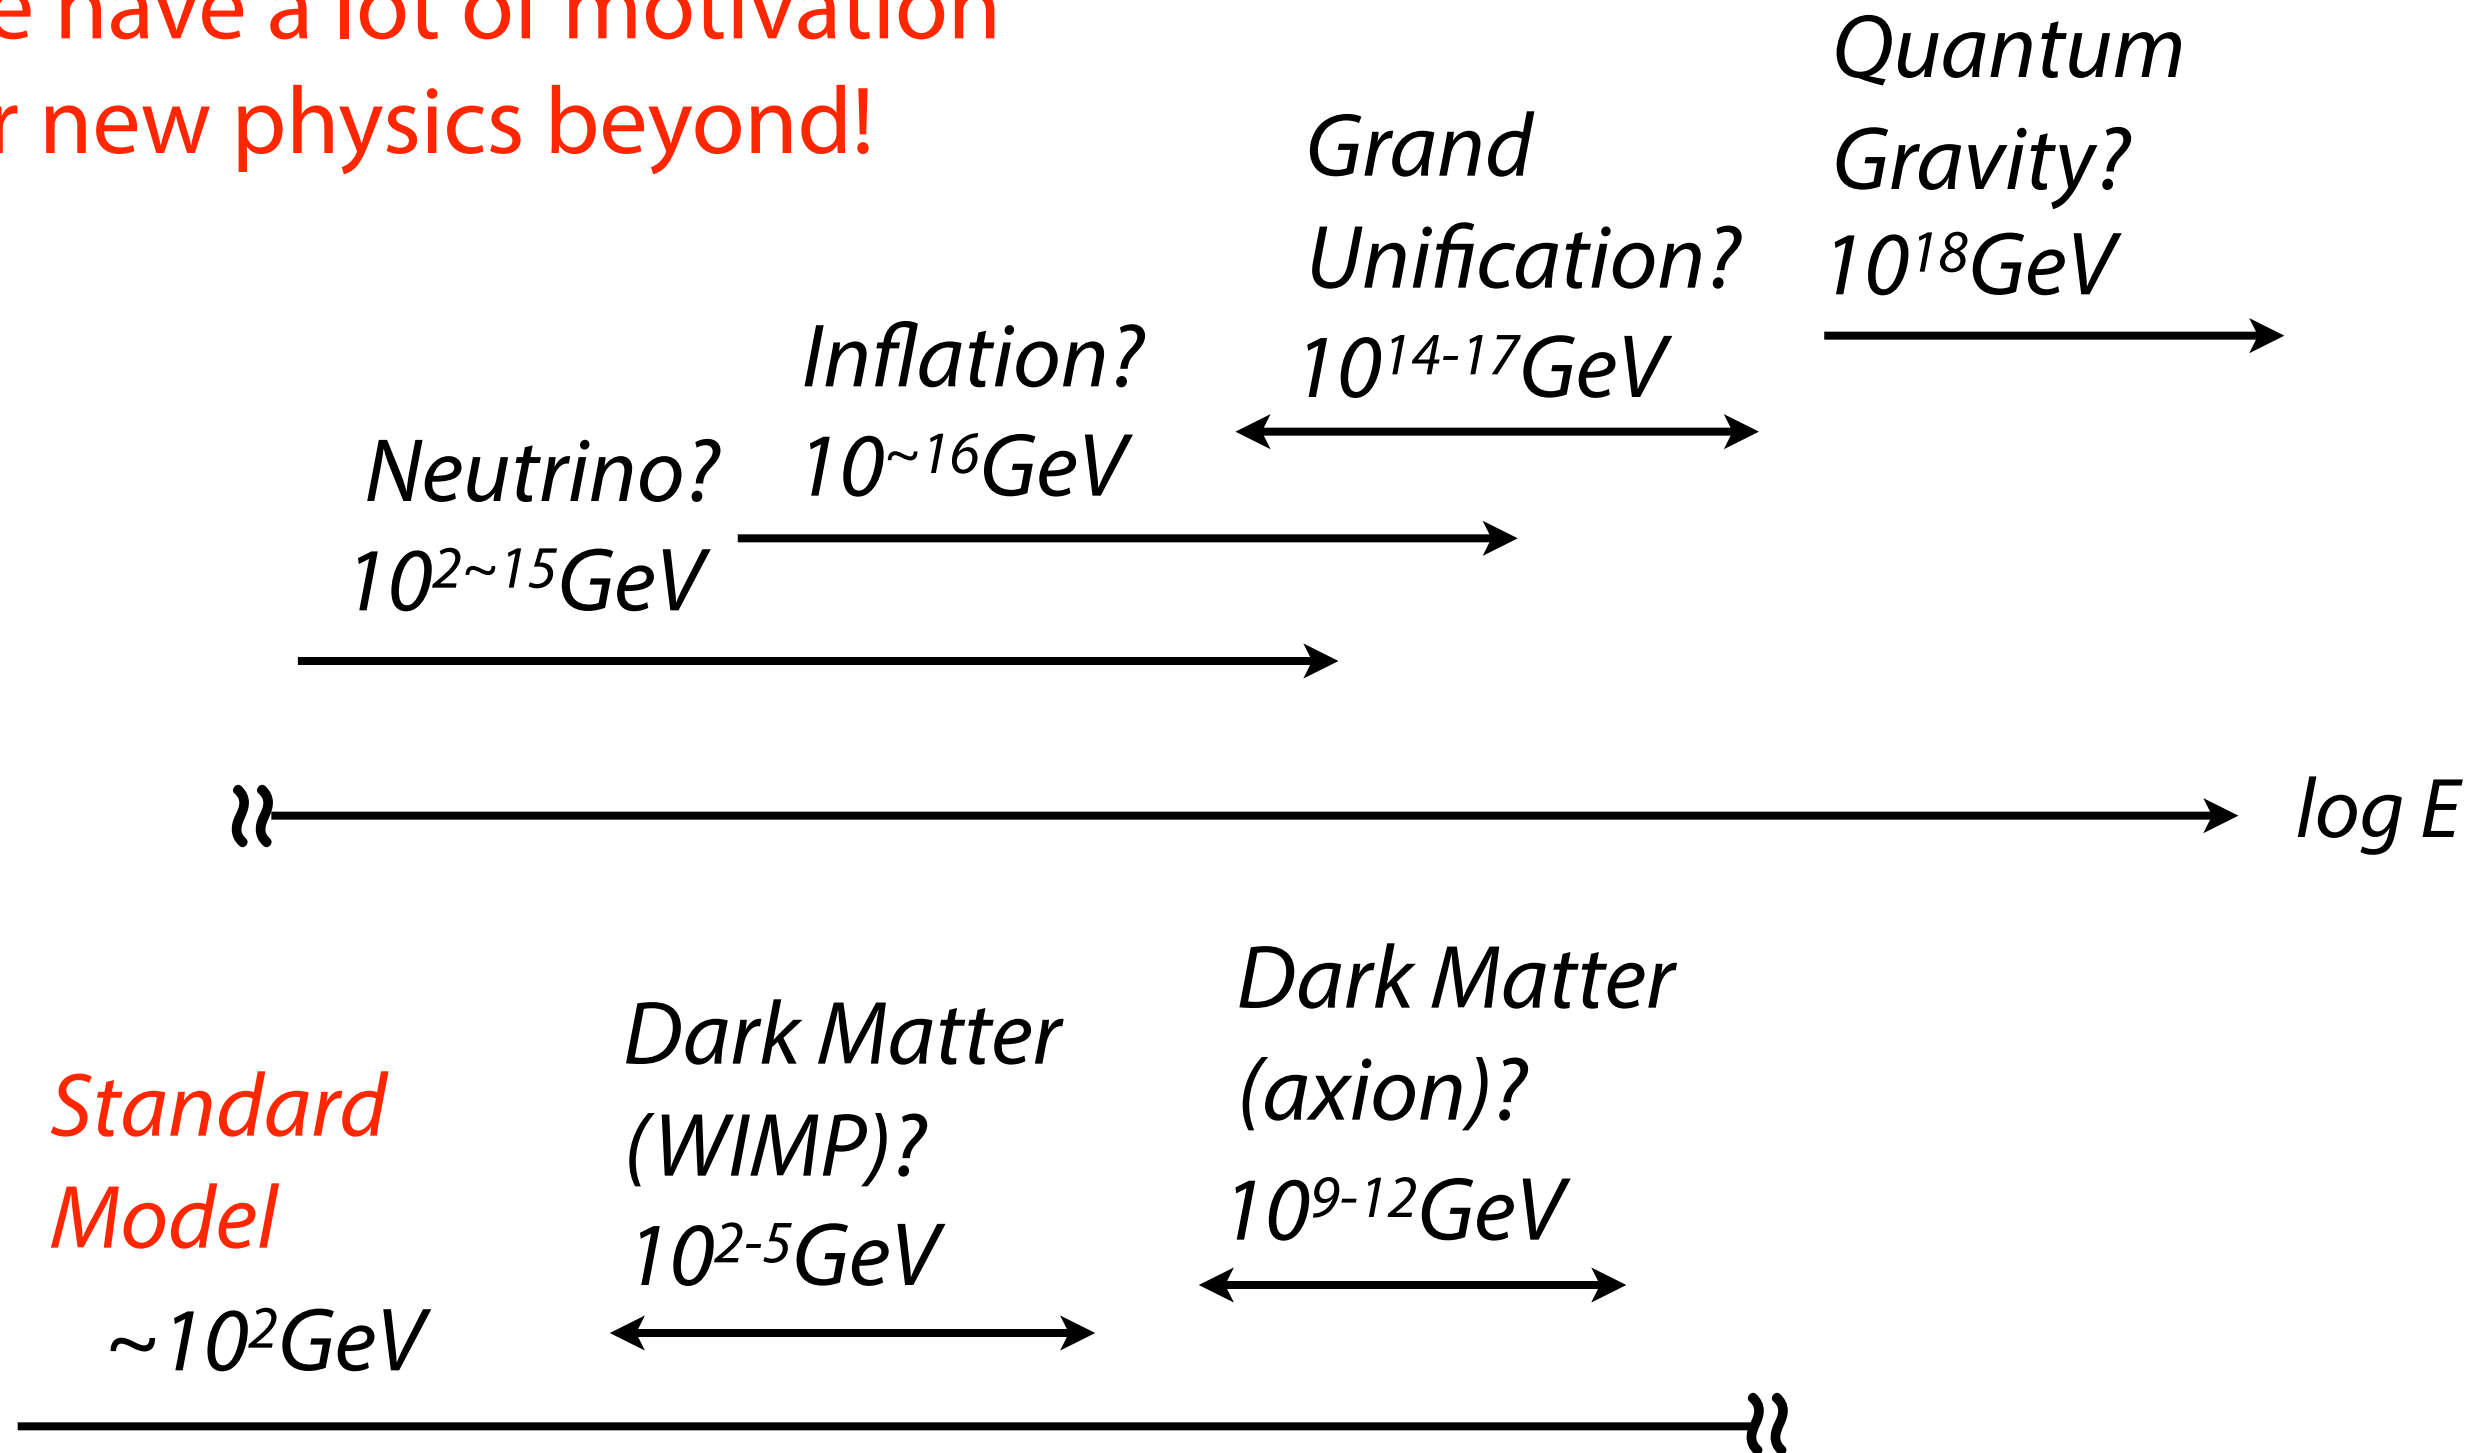 e have a lot of motivation
r new physics beyond!
Quantum
Gravity?
10¹⁸GeV
Grand
Unification?
10¹⁴⁻¹⁷GeV
Inflation?
10~¹⁶GeV
Neutrino?
10²~¹⁵GeV
log E
Dark Matter
(axion)?
10⁹⁻¹²GeV
Dark Matter
(WIMP)?
10²⁻⁵GeV
Standard
Model
~10²GeV